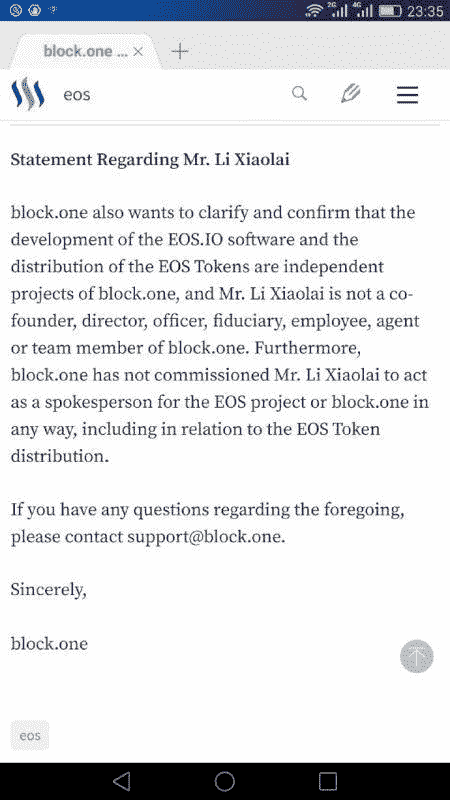 2G 4G 23:35
block.one ... ×
eos
Statement Regarding Mr. Li Xiaolai
block.one also wants to clarify and confirm that the
development of the EOS.IO software and the
distribution of the EOS Tokens are independent
projects of block.one, and Mr. Li Xiaolai is not a co-
founder, director, officer, fiduciary, employee, agent
or team member of block.one. Furthermore,
block.one has not commissioned Mr. Li Xiaolai to act
as a spokesperson for the EOS project or block.one in
any way, including in relation to the EOS Token
distribution.
If you have any questions regarding the foregoing,
please contact support@block.one.
Sincerely,
block.one
eos